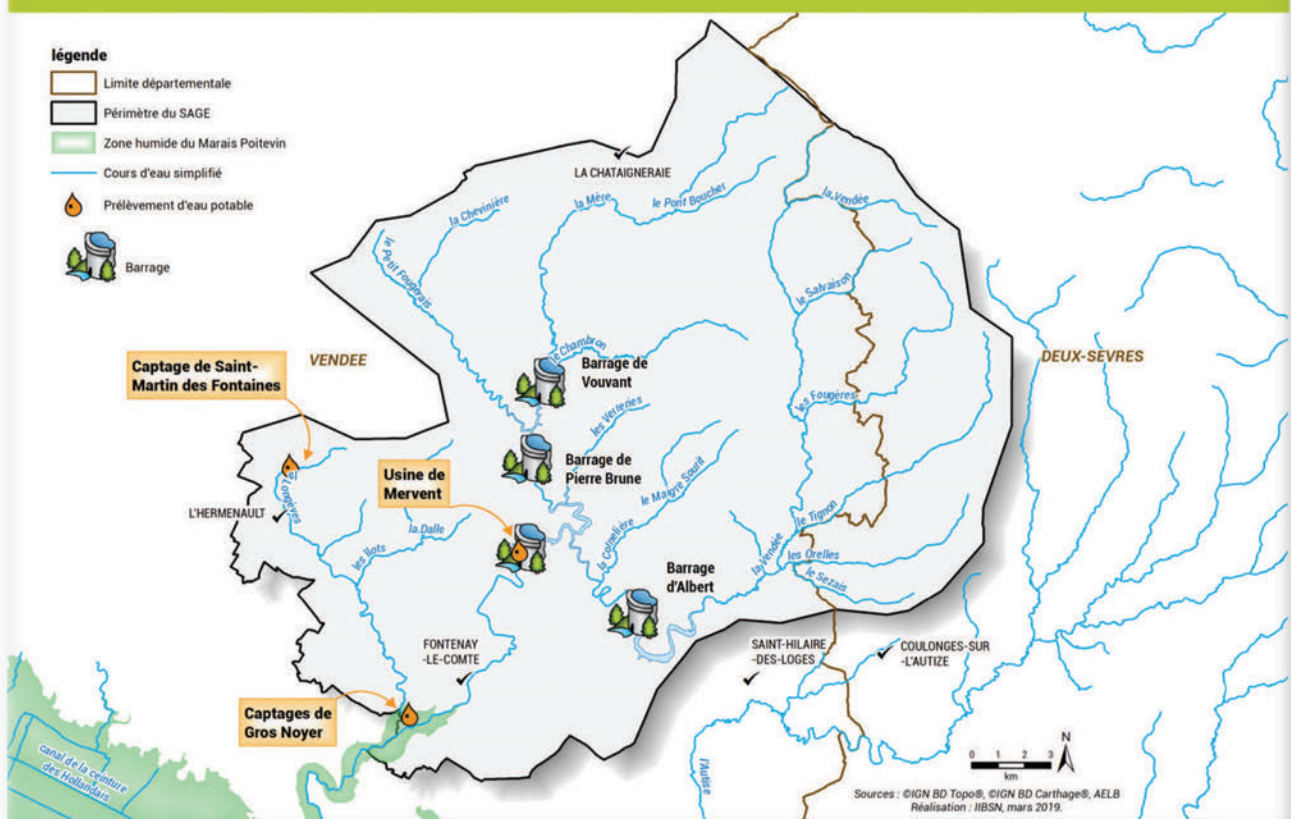 légende
Limite départementale
Périmètre du SAGE
Zone humide du Marais Poitevin
Cours d'eau simplifié
Prélèvement d'eau potable
Barrage
LA CHATAIGNERAIE
la Chevinière
la Mère
le Pont Boucher
la Vendée
le Petit Fougerais
le Salvaison
VENDEE
DEUX-SEVRES
Captage de Saint-
Martin des Fontaines
le Chambron
Barrage de
Vouvant
les Verreries
les Fougères
Barrage de
Pierre Brune
Usine de
Mervent
le Maigre Souris
Longèves
L'HERMENAULT
la Dalle
les Ilots
la Cornelière
le Tignon
la Vendée
les Orelles
le Sezais
Barrage
d'Albert
FONTENAY
-LE-COMTE
SAINT-HILAIRE
-DES-LOGES
COULONGES-SUR
-L'AUTIZE
Captages de
Gros Noyer
canal de la ceinture
des Hollandais
l'Autise
N
0 1 2 3
km
Sources : ©IGN BD Topo®, ©IGN BD Carthage®, AELB
Réalisation : IIBSN, mars 2019.